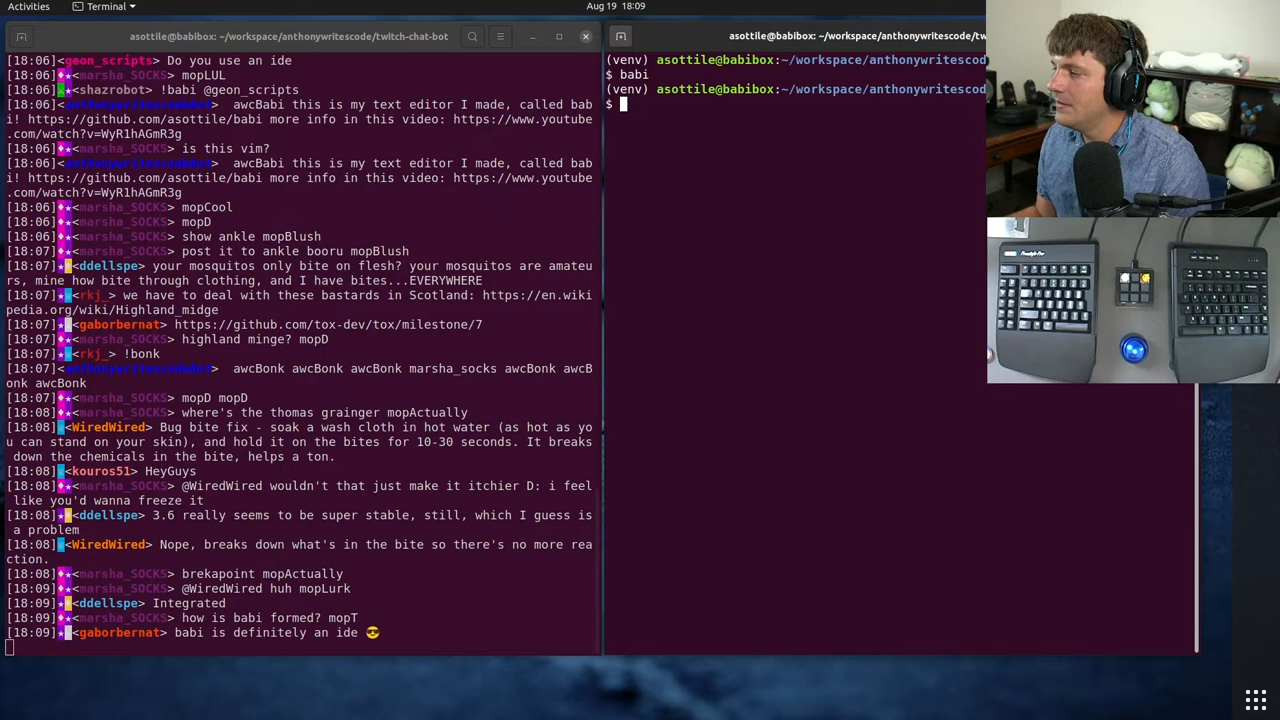 Activities
Terminal
Aug 19 18:09
asottile@babibox: ~/workspace/anthonywritescode/twitch-chat-bot
asottile@babibox: ~/workspace/anthonywritescode/tw
[18:06] <geon_scripts> Do you use an ide
[18:06] <marsha_SOCKS> mopLUL
[18:06] <shazrobot> !babi @geon_scripts
[18:06] <anthonywritescodebot> awcBabi this is my text editor I made, called bab
i! https://github.com/asottile/babi more info in this video: https://www.youtube
.com/watch?v=WyR1hAGmR3g
[18:06] <marsha_SOCKS> is this vim?
[18:06] <anthonywritescodebot> awcBabi this is my text editor I made, called bab
i! https://github.com/asottile/babi more info in this video: https://www.youtube
.com/watch?v=WyR1hAGmR3g
[18:06] <marsha_SOCKS> mopCool
[18:06] <marsha_SOCKS> mopD
[18:06] <marsha_SOCKS> show ankle mopBlush
[18:06] <marsha_SOCKS> post it to ankle booru mopBlush
[18:07] <ddellspe> your mosquitos only bite on flesh? your mosquitos are amateu
rs, mine how bite through clothing, and I have bites...EVERYWHERE
[18:07] <rkj_> we have to deal with these bastards in Scotland: https://en.wiki
pedia.org/wiki/Highland_midge
[18:07] <gaborbernat> https://github.com/tox-dev/tox/milestone/7
[18:07] <marsha_SOCKS> highland minge? mopD
[18:07] <rkj_> !bonk
[18:07] <anthonywritescodebot> awcBonk awcBonk awcBonk marsha_socks awcBonk awcB
onk awcBonk
[18:07] <marsha_SOCKS> mopD mopD
[18:08] <marsha_SOCKS> where's the thomas grainger mopActually
[18:08] <WiredWired> Bug bite fix - soak a wash cloth in hot water (as hot as yo
u can stand on your skin), and hold it on the bites for 10-30 seconds. It breaks
down the chemicals in the bite, helps a ton.
[18:08] <kouros51> HeyGuys
[18:08] <marsha_SOCKS> @WiredWired wouldn't that just make it itchier D: i feel
like you'd wanna freeze it
[18:08] <ddellspe> 3.6 really seems to be super stable, still, which I guess is
a problem
[18:08] <WiredWired> Nope, breaks down what's in the bite so there's no more rea
ction.
[18:08] <marsha_SOCKS> brekapoint mopActually
[18:09] <marsha_SOCKS> @WiredWired huh mopLurk
[18:09] <ddellspe> Integrated
[18:09] <marsha_SOCKS> how is babi formed? mopT
[18:09] <gaborbernat> babi is definitely an ide 😎
(venv) asottile@babibox:~/workspace/anthonywritescod
$ babi
(venv) asottile@babibox:~/workspace/anthonywritescod
$